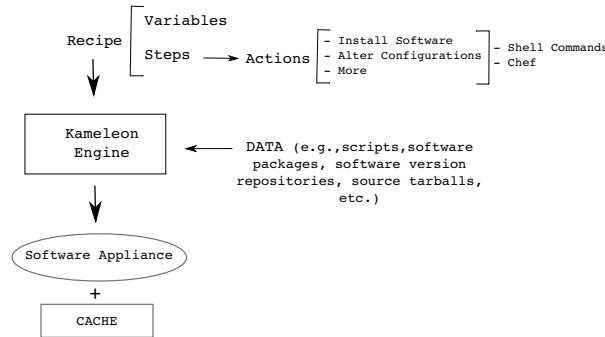 Variables
Recipe
Steps
Actions
- Install Software
- Alter Configurations
- More
- Shell Commands
- Chef
Kameleon
Engine
DATA (e.g.,scripts,software
packages, software version
repositories, source tarballs,
etc.)
Software Appliance
+
CACHE